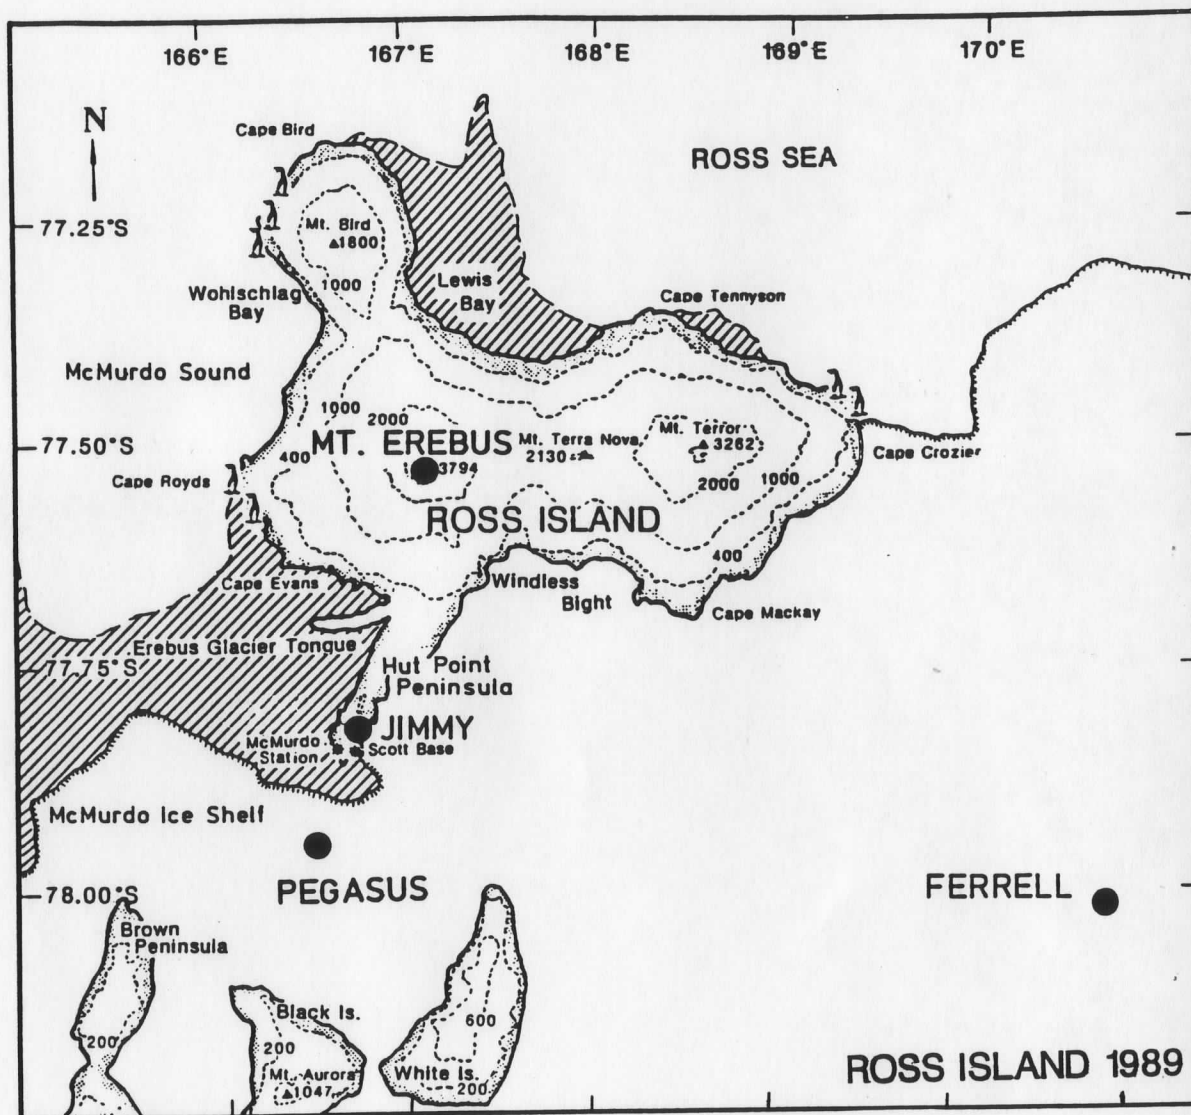 166°E
167°E
168°E
169°E
170°E
N
Cape Bird
ROSS SEA
77.25°S
Mt. Bird
1800
1000
Wohlschlag
Bay
Lewis
Bay
Cape Tennyson
McMurdo Sound
1000
2000
Mt. Terror
3262
MT. EREBUS
Mt. Terra Nova
2130
77.50°S
400
3794
2000
1000
Cape Crozier
Cape Royds
ROSS ISLAND
400
Cape Evans
Windless
Bight
Cape Mackay
Erebus Glacier Tongue
77.75°S
Hut Point
Peninsula
JIMMY
McMurdo
Station
Scott Base
McMurdo Ice Shelf
PEGASUS
FERRELL
78.00°S
Brown
Peninsula
Black Is.
200
200
600
Mt. Aurora
1047
White Is.
200
ROSS ISLAND 1989